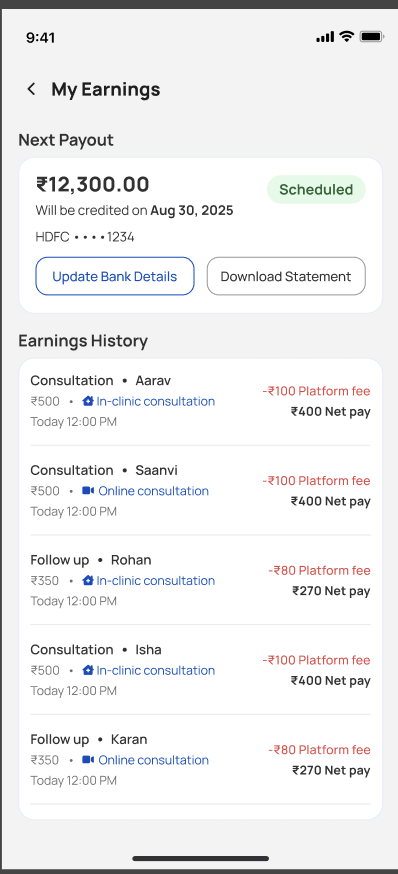 9:41
My Earnings
Next Payout
₹12,300.00
Scheduled
Will be credited on Aug 30, 2025
HDFC • • • • 1234
Update Bank Details
Download Statement
Earnings History
Consultation • Aarav
₹500 • In-clinic consultation
Today 12:00 PM
-₹100 Platform fee
₹400 Net pay
Consultation • Saanvi
₹500 • Online consultation
Today 12:00 PM
-₹100 Platform fee
₹400 Net pay
Follow up • Rohan
₹350 • In-clinic consultation
Today 12:00 PM
-₹80 Platform fee
₹270 Net pay
Consultation • Isha
₹500 • In-clinic consultation
Today 12:00 PM
-₹100 Platform fee
₹400 Net pay
Follow up • Karan
₹350 • Online consultation
Today 12:00 PM
-₹80 Platform fee
₹270 Net pay